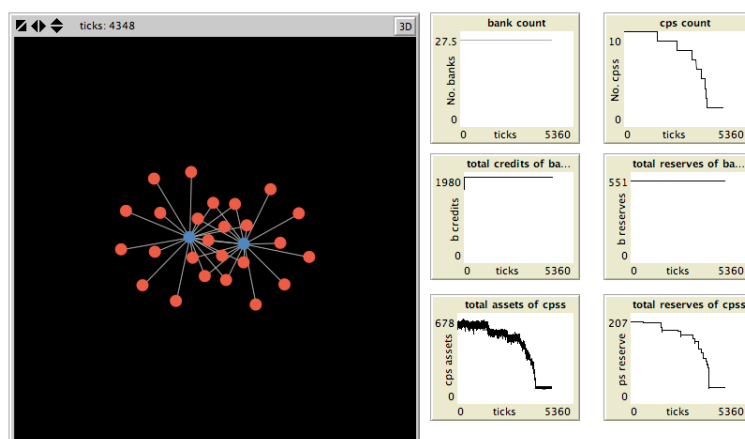 ticks: 4348
3D
bank count
27.5
No. banks
0
0 ticks 5360
cps count
10
No. cpss
0
0 ticks 5360
total credits of ba...
1980
b credits
0
0 ticks 5360
total reserves of ba...
551
b reserves
0
0 ticks 5360
total assets of cpss
678
cps assets
0
0 ticks 5360
total reserves of cpss
207
ps reserve
0
0 ticks 5360